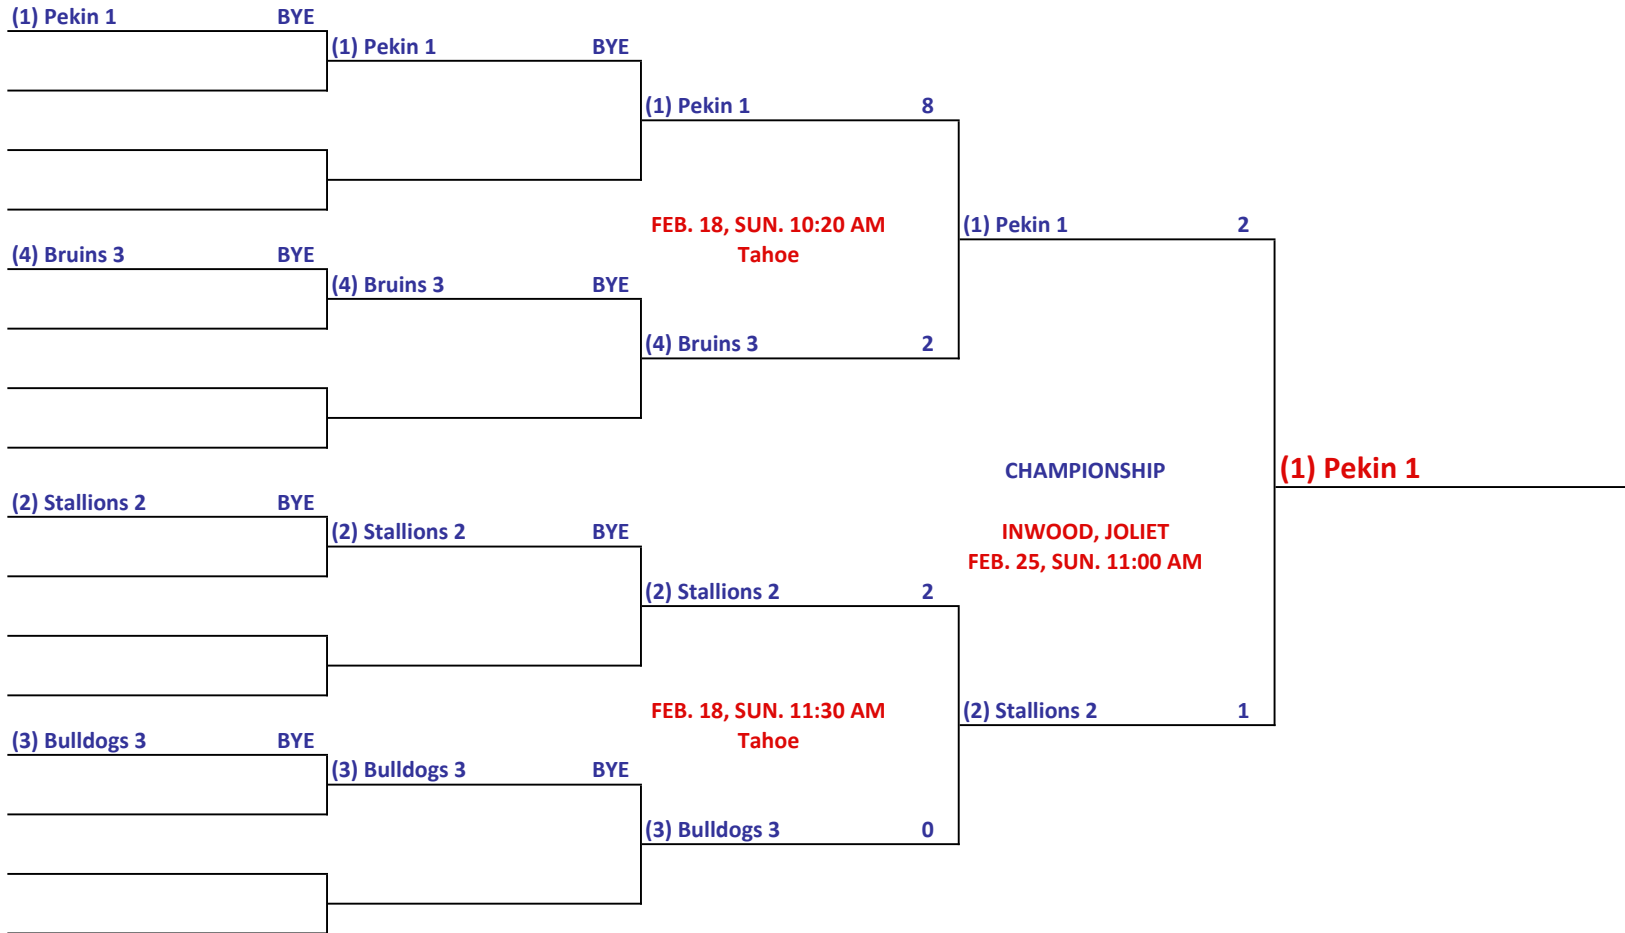 (1) Pekin 1 BYE
(1) Pekin 1 BYE
(1) Pekin 1 8
FEB. 18, SUN. 10:20 AM
Tahoe
(1) Pekin 1 2
(4) Bruins 3 BYE
(4) Bruins 3 BYE
(4) Bruins 3 2
CHAMPIONSHIP
(1) Pekin 1
INWOOD, JOLIET
FEB. 25, SUN. 11:00 AM
(2) Stallions 2 BYE
(2) Stallions 2 BYE
(2) Stallions 2 2
FEB. 18, SUN. 11:30 AM
Tahoe
(2) Stallions 2 1
(3) Bulldogs 3 BYE
(3) Bulldogs 3 BYE
(3) Bulldogs 3 0